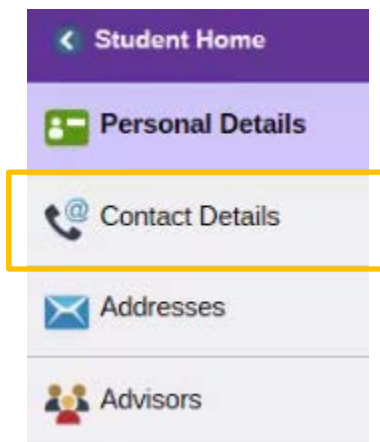 Student Home
Personal Details
Contact Details
Addresses
Advisors